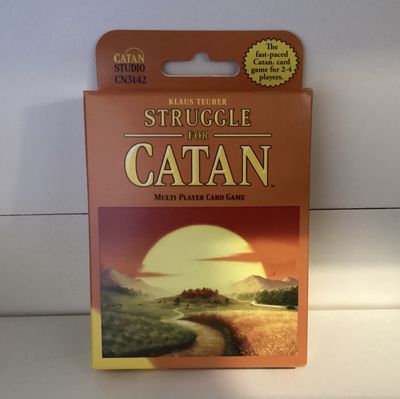 CATAN
STUDIO
CN3142
The
fast-paced
Catan, card
game for 2-4
players.
KLAUS TEUBER
STRUGGLE
FOR
CATAN
MULTI-PLAYER CARD GAME